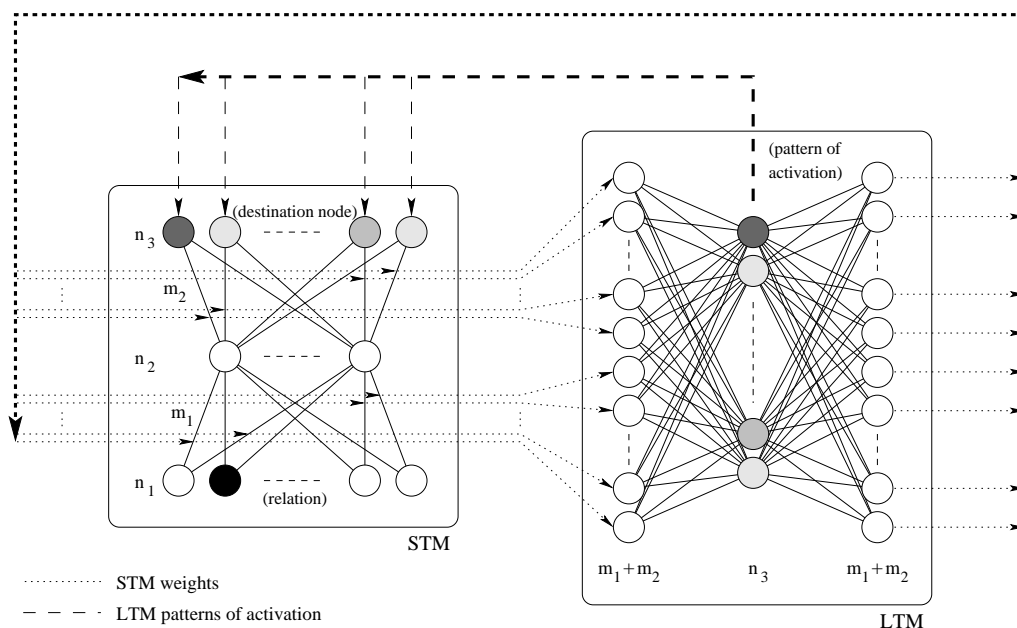 (pattern of
activation)
(destination node)
n3
m2
n2
m1
n1
(relation)
STM
m1+m2
n3
m1+m2
LTM
STM weights
LTM patterns of activation